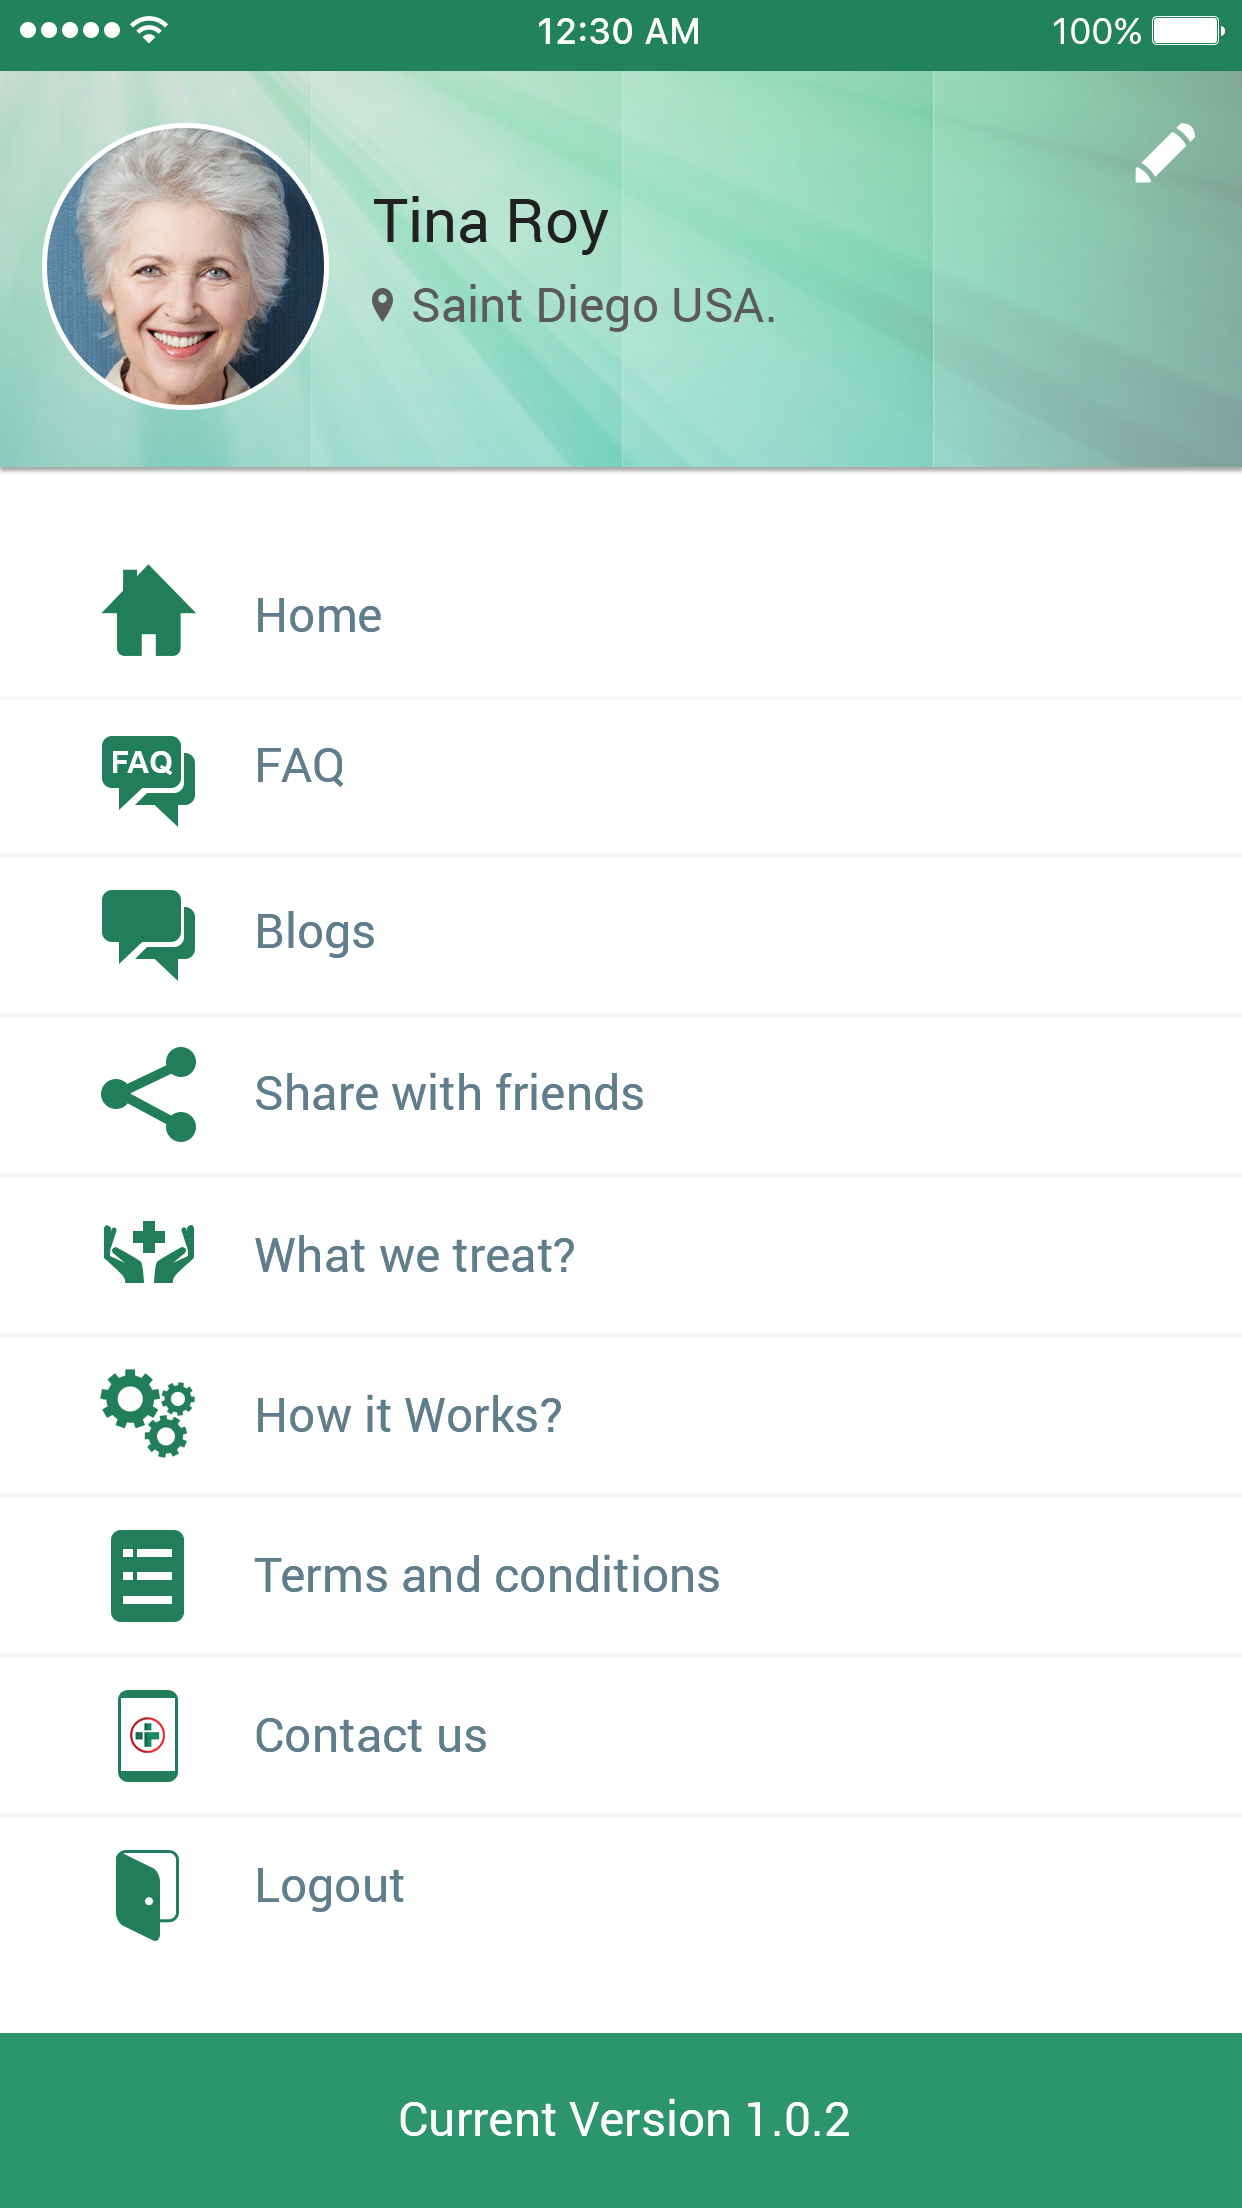 12:30 AM
100%
Tina Roy
Saint Diego USA.
Home
FAQ
FAQ
Blogs
Share with friends
What we treat?
How it Works?
Terms and conditions
Contact us
Logout
Current Version 1.0.2